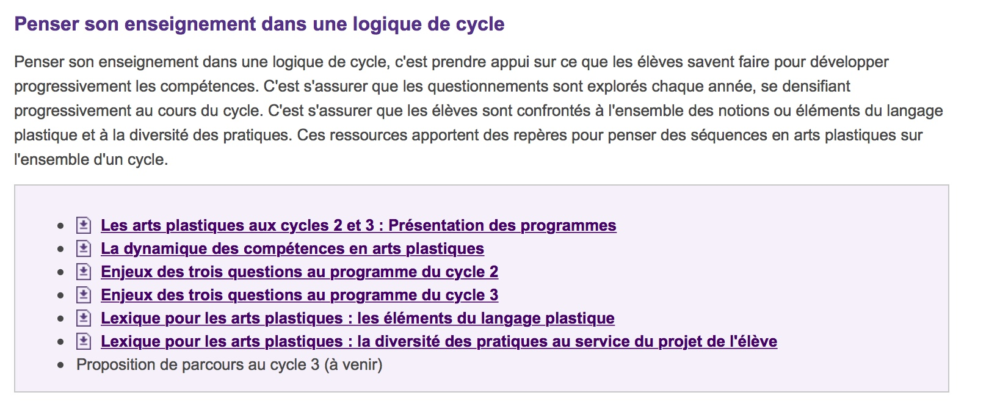 Penser son enseignement dans une logique de cycle
Penser son enseignement dans une logique de cycle, c'est prendre appui sur ce que les élèves savent faire pour développer
progressivement les compétences. C'est s'assurer que les questionnements sont explorés chaque année, se densifiant
progressivement au cours du cycle. C'est s'assurer que les élèves sont confrontés à l'ensemble des notions ou éléments du langage
plastique et à la diversité des pratiques. Ces ressources apportent des repères pour penser des séquences en arts plastiques sur
l'ensemble d'un cycle.
Les arts plastiques aux cycles 2 et 3 : Présentation des programmes
La dynamique des compétences en arts plastiques
Enjeux des trois questions au programme du cycle 2
Enjeux des trois questions au programme du cycle 3
Lexique pour les arts plastiques : les éléments du langage plastique
Lexique pour les arts plastiques : la diversité des pratiques au service du projet de l'élève
Proposition de parcours au cycle 3 (à venir)